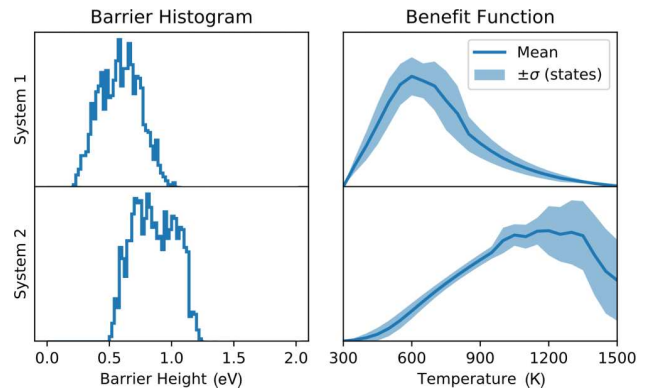 Barrier Histogram
Benefit Function
System 1
Mean
±σ (states)
System 2
0.0 0.5 1.0 1.5 2.0
Barrier Height (eV)
300 600 900 1200 1500
Temperature (K)